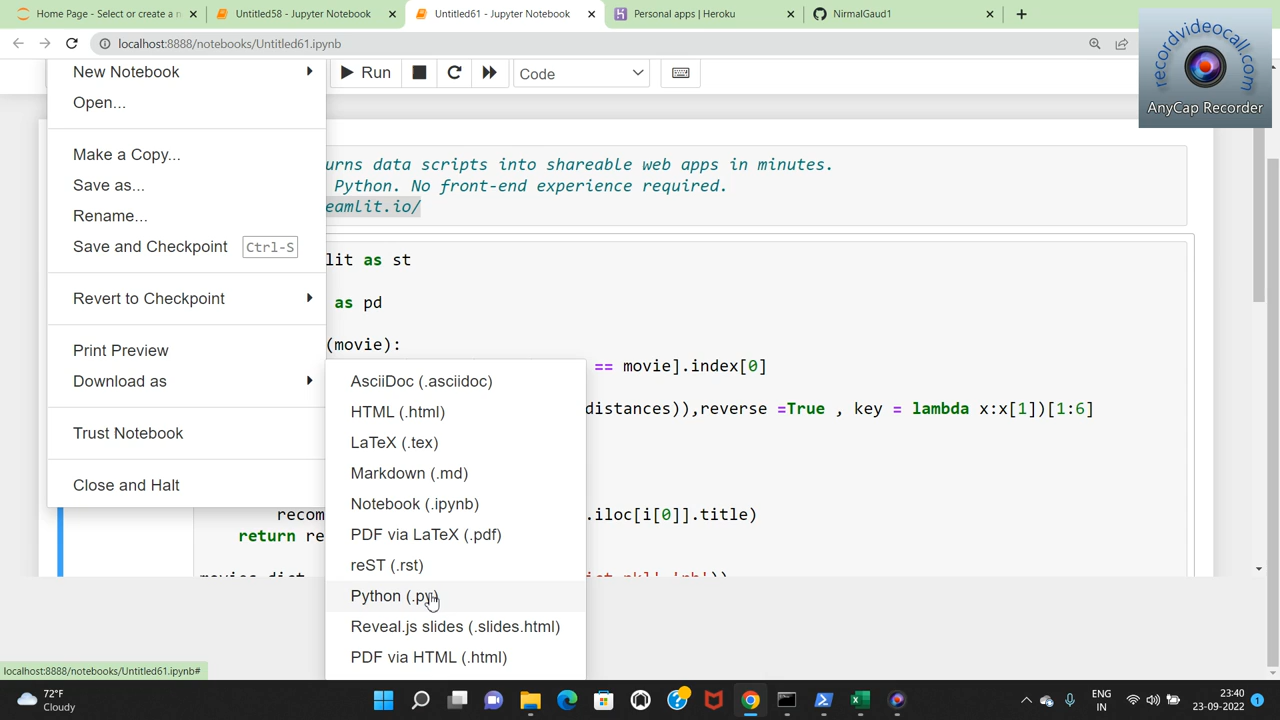 Home Page - Select or create a n
Untitled58 - Jupyter Notebook
Untitled61 - Jupyter Notebook
Personal apps | Heroku
NirmalGaud1
localhost:8888/notebooks/Untitled61.ipynb
recordvideocall.com
AnyCap Recorder
New Notebook
Run
Code
Open...
Make a Copy...
urns data scripts into shareable web apps in minutes.
Save as...
Python. No front-end experience required.
Rename...
eamlit.io/
Save and Checkpoint Ctrl-S
lit as st
Revert to Checkpoint
as pd
Print Preview
(movie):
== movie].index[0]
Download as
AsciiDoc (.asciidoc)
HTML (.html)
distances)),reverse =True , key = lambda x:x[1])[1:6]
Trust Notebook
LaTeX (.tex)
Markdown (.md)
Close and Halt
Notebook (.ipynb)
recom
.iloc[i[0]].title)
return re
PDF via LaTeX (.pdf)
reST (.rst)
Python (.py)
Reveal.js slides (.slides.html)
PDF via HTML (.html)
localhost:8888/notebooks/Untitled61.ipynb#
72°F
Cloudy
ENG
IN
23:40
23-09-2022
1